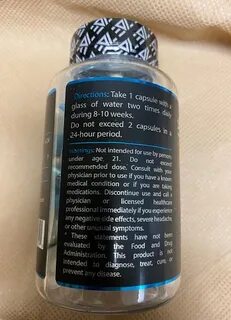 Directions: Take 1 capsule with a
glass of water two times daily
during 8-10 weeks.
Do not exceed 2 capsules in a
24-hour period.
Warnings: Not intended for use by persons
under age 21. Do not exceed
recommended dose. Consult with your
physician prior to use if you have a known
medical condition or if you are taking
medications. Discontinue use and call a
physician or licensed healthcare
professional immediately if you experience
any negative side effects, severe headache,
or other unusual symptoms.
* These statements have not been
evaluated by the Food and Drug
Administration. This product is not
intended to diagnose, treat, cure, or
prevent any disease.